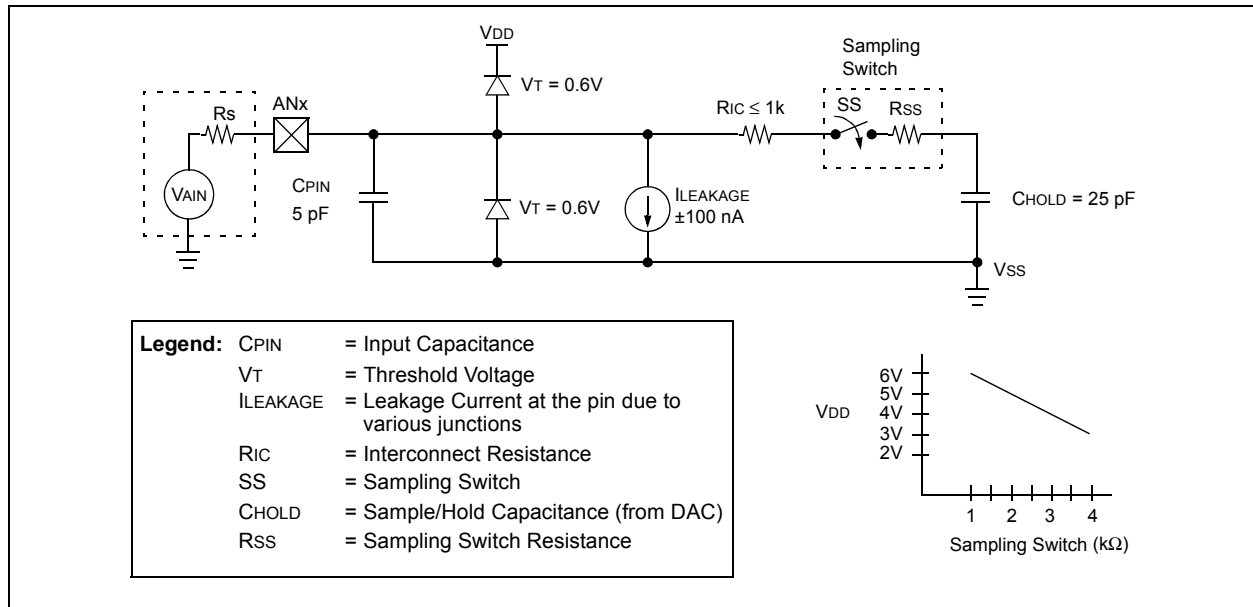 VDD
Sampling
Switch
VT = 0.6V
Rs
ANx
RIC ≤ 1k
SS
RSS
VAIN
CPIN
5 pF
VT = 0.6V
ILEAKAGE
±100 nA
CHOLD = 25 pF
VSS
Legend: CPIN = Input Capacitance
VT = Threshold Voltage
ILEAKAGE = Leakage Current at the pin due to
various junctions
RIC = Interconnect Resistance
SS = Sampling Switch
CHOLD = Sample/Hold Capacitance (from DAC)
RSS = Sampling Switch Resistance
VDD
6V
5V
4V
3V
2V
1 2 3 4
Sampling Switch (kΩ)